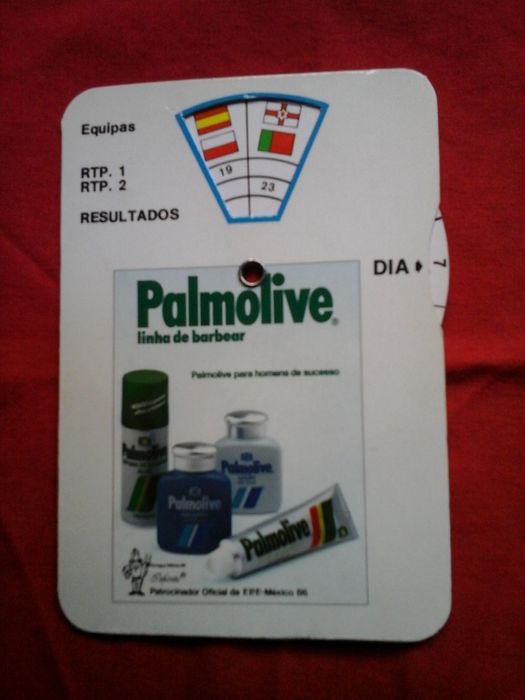 Equipas
RTP. 1
RTP. 2
RESULTADOS
19
23
DIA
7
Palmolive®
linha de barbear
Palmolive para homens de sucesso
Palmolive
Palmolive
Palmolive
Palmolive
Patrocinador Oficial da E.P.F.-México 86